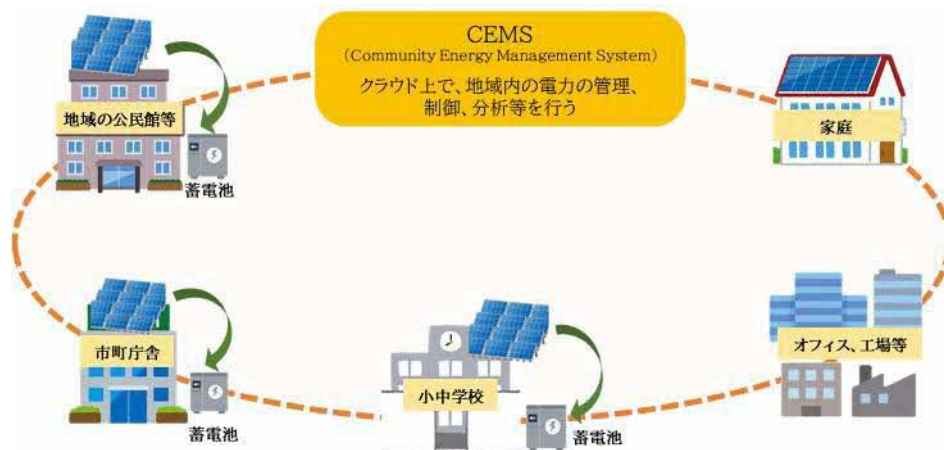 CEMS
(Community Energy Management System)
クラウド上で、地域内の電力の管理、
制御、分析等を行う
地域の公民館等
蓄電池
家庭
市町庁舎
蓄電池
小中学校
蓄電池
オフィス、工場等